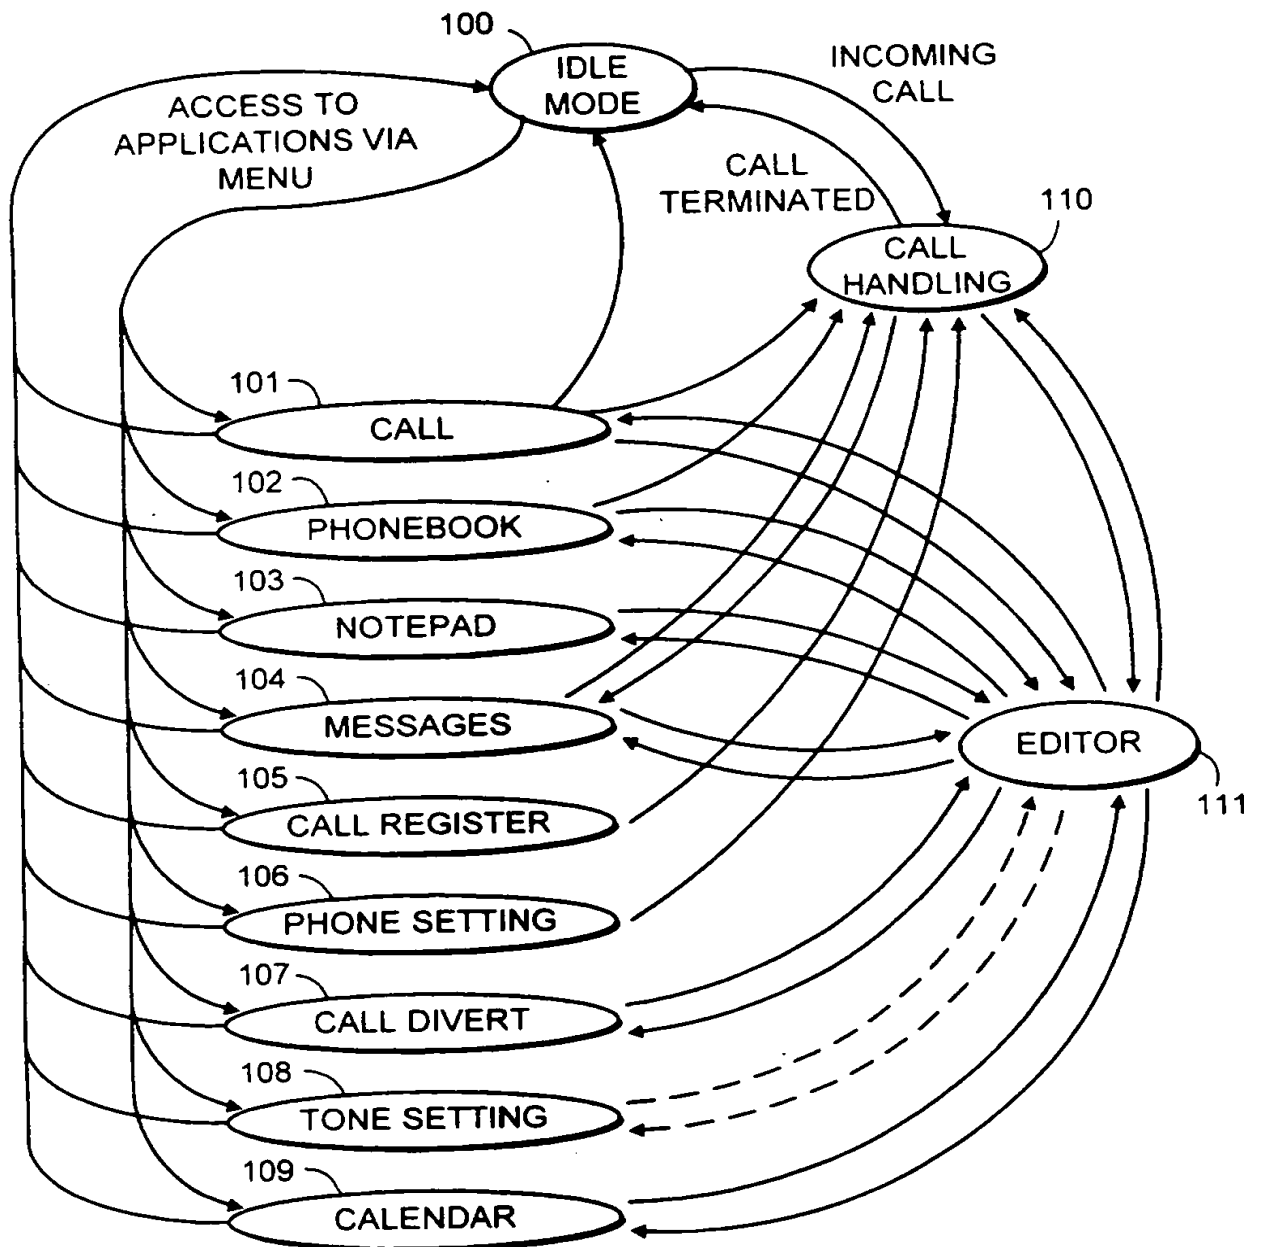 100
IDLE
MODE
INCOMING
CALL
ACCESS TO
APPLICATIONS VIA
MENU
CALL
TERMINATED
110
CALL
HANDLING
101
CALL
102
PHONEBOOK
103
NOTEPAD
104
MESSAGES
EDITOR
111
105
CALL REGISTER
106
PHONE SETTING
107
CALL DIVERT
108
TONE SETTING
109
CALENDAR